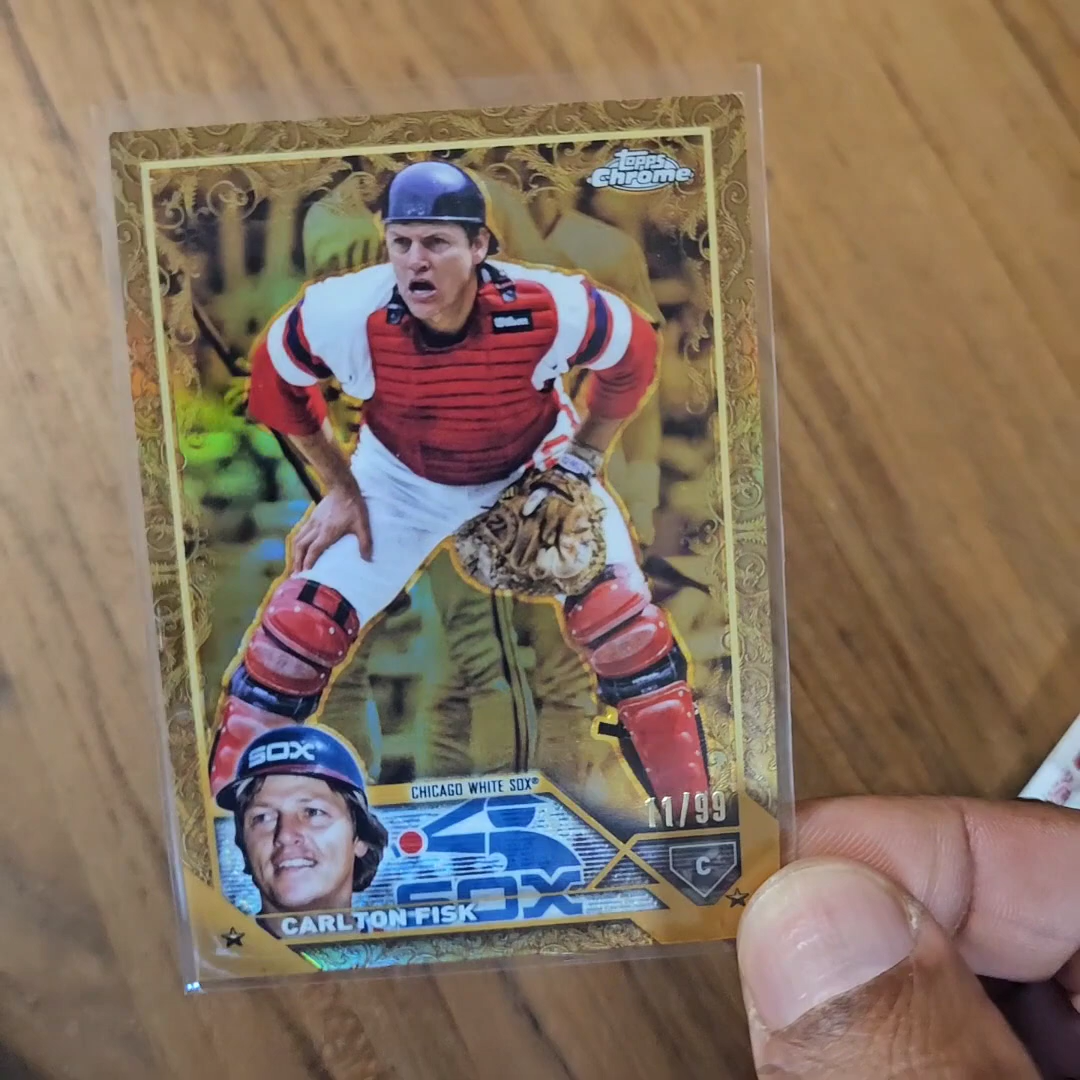 Topps
Chrome
Wilson
SOX
CHICAGO WHITE SOX®
11/99
C
SOX
CARLTON FISK